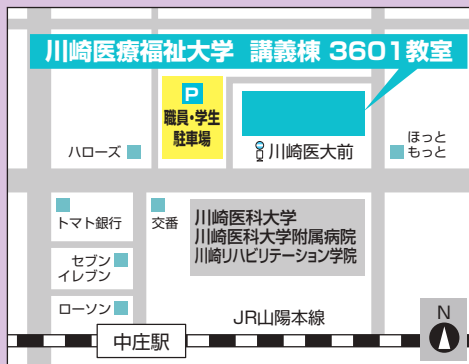 川崎医療福祉大学 講義棟 3601教室
P
職員・学生
駐車場
ハローズ
川崎医大前
ほっと
もっと
トマト銀行
交番
川崎医科大学
川崎医科大学附属病院
川崎リハビリテーション学院
セブン
イレブン
ローソン
JR山陽本線
中庄駅
N